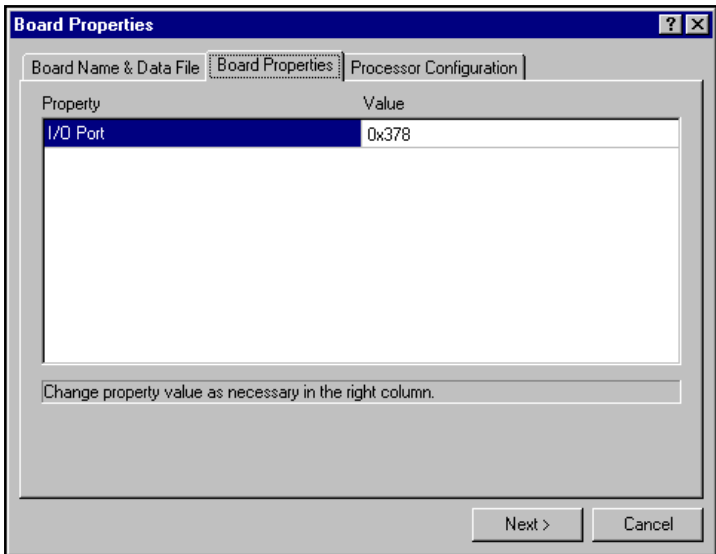 Board Properties
Board Name & Data File Board Properties Processor Configuration
Property Value
I/O Port 0x378
Change property value as necessary in the right column.
Next > Cancel